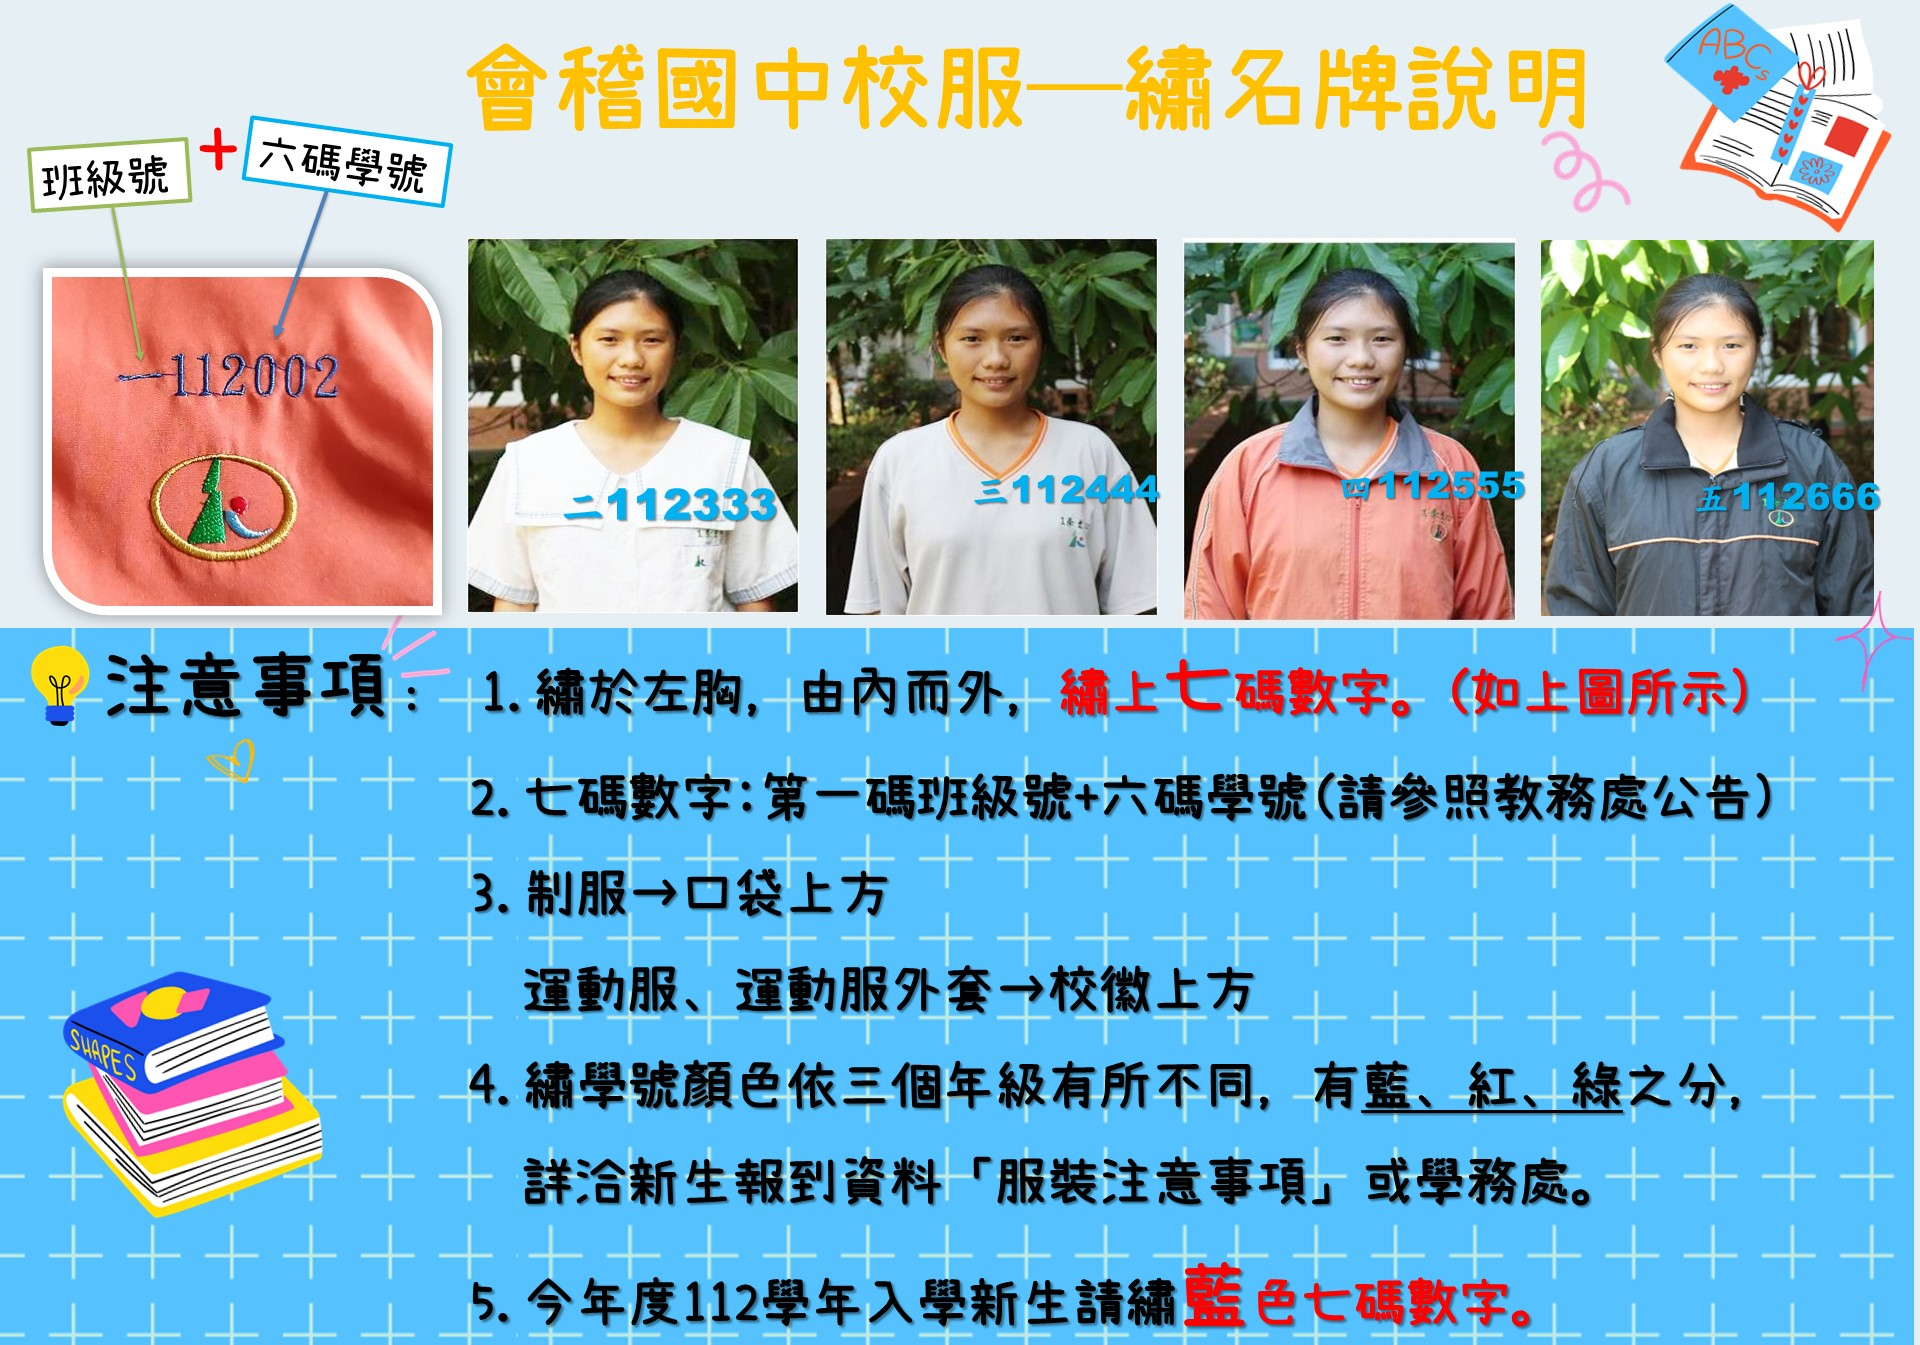 會稽國中校服—繡名牌說明
ABCs
班級號 + 六碼學號
一112002
二112333
三112444
四112555
五112666
注意事項：
1. 繡於左胸，由內而外，繡上七碼數字。(如上圖所示)
2. 七碼數字:第一碼班級號+六碼學號(請參照教務處公告)
3. 制服→口袋上方
運動服、運動服外套→校徽上方
SHAPES
4. 繡學號顏色依三個年級有所不同，有藍、紅、綠之分，
詳洽新生報到資料「服裝注意事項」或學務處。
5. 今年度112學年入學新生請繡藍色七碼數字。